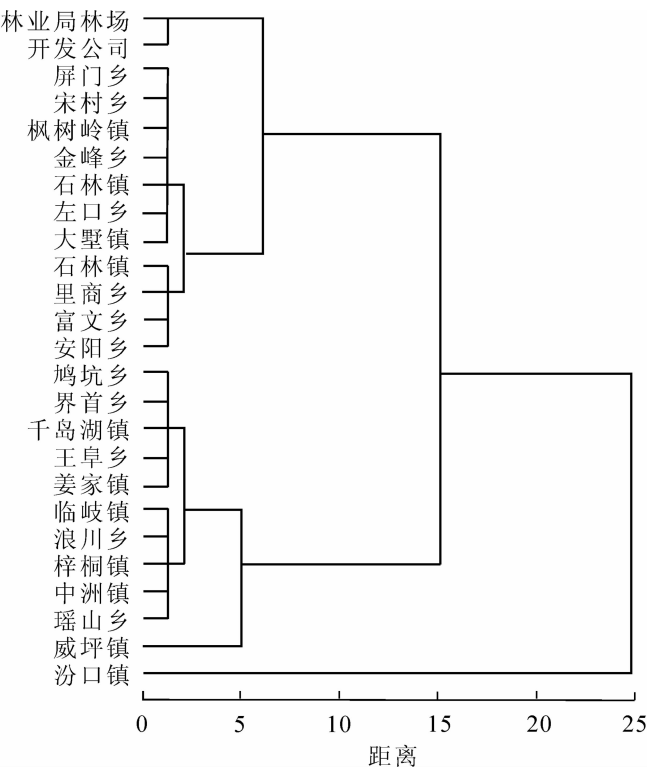 林业局林场
开发公司
屏门乡
宋村乡
枫树岭镇
金峰乡
石林镇
左口乡
大墅镇
石林镇
里商乡
富文乡
安阳乡
鸠坑乡
界首乡
千岛湖镇
王阜乡
姜家镇
临岐镇
浪川乡
梓桐镇
中洲镇
瑶山乡
威坪镇
汾口镇
0 5 10 15 20 25
距离